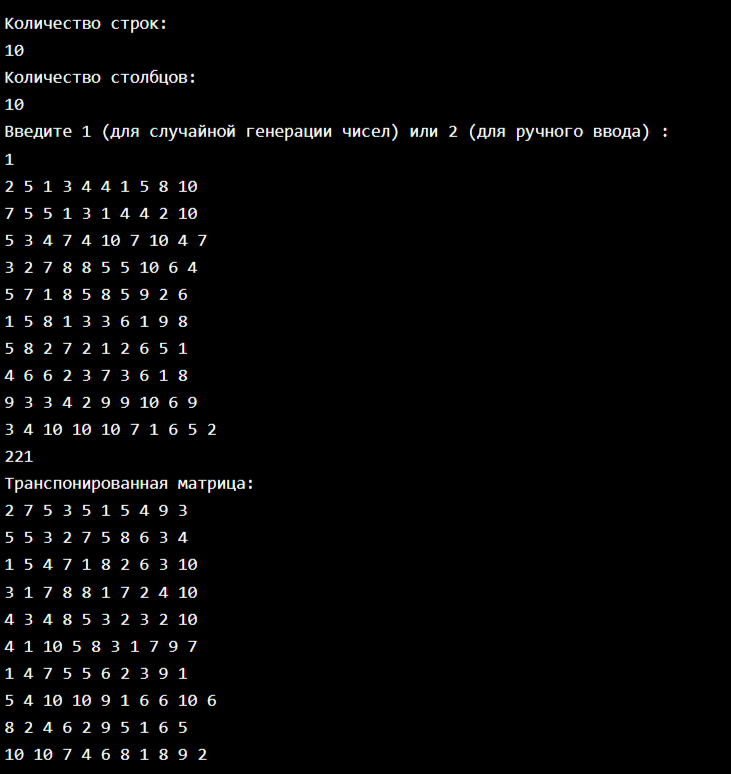 Количество строк:
10
Количество столбцов:
10
Введите 1 (для случайной генерации чисел) или 2 (для ручного ввода) :
1
2 5 1 3 4 4 1 5 8 10
7 5 5 1 3 1 4 4 2 10
5 3 4 7 4 10 7 10 4 7
3 2 7 8 8 5 5 10 6 4
5 7 1 8 5 8 5 9 2 6
1 5 8 1 3 3 6 1 9 8
5 8 2 7 2 1 2 6 5 1
4 6 6 2 3 7 3 6 1 8
9 3 3 4 2 9 9 10 6 9
3 4 10 10 10 7 1 6 5 2
221
Транспонированная матрица:
2 7 5 3 5 1 5 4 9 3
5 5 3 2 7 5 8 6 3 4
1 5 4 7 1 8 2 6 3 10
3 1 7 8 8 1 7 2 4 10
4 3 4 8 5 3 2 3 2 10
4 1 10 5 8 3 1 7 9 7
1 4 7 5 5 6 2 3 9 1
5 4 10 10 9 1 6 6 10 6
8 2 4 6 2 9 5 1 6 5
10 10 7 4 6 8 1 8 9 2